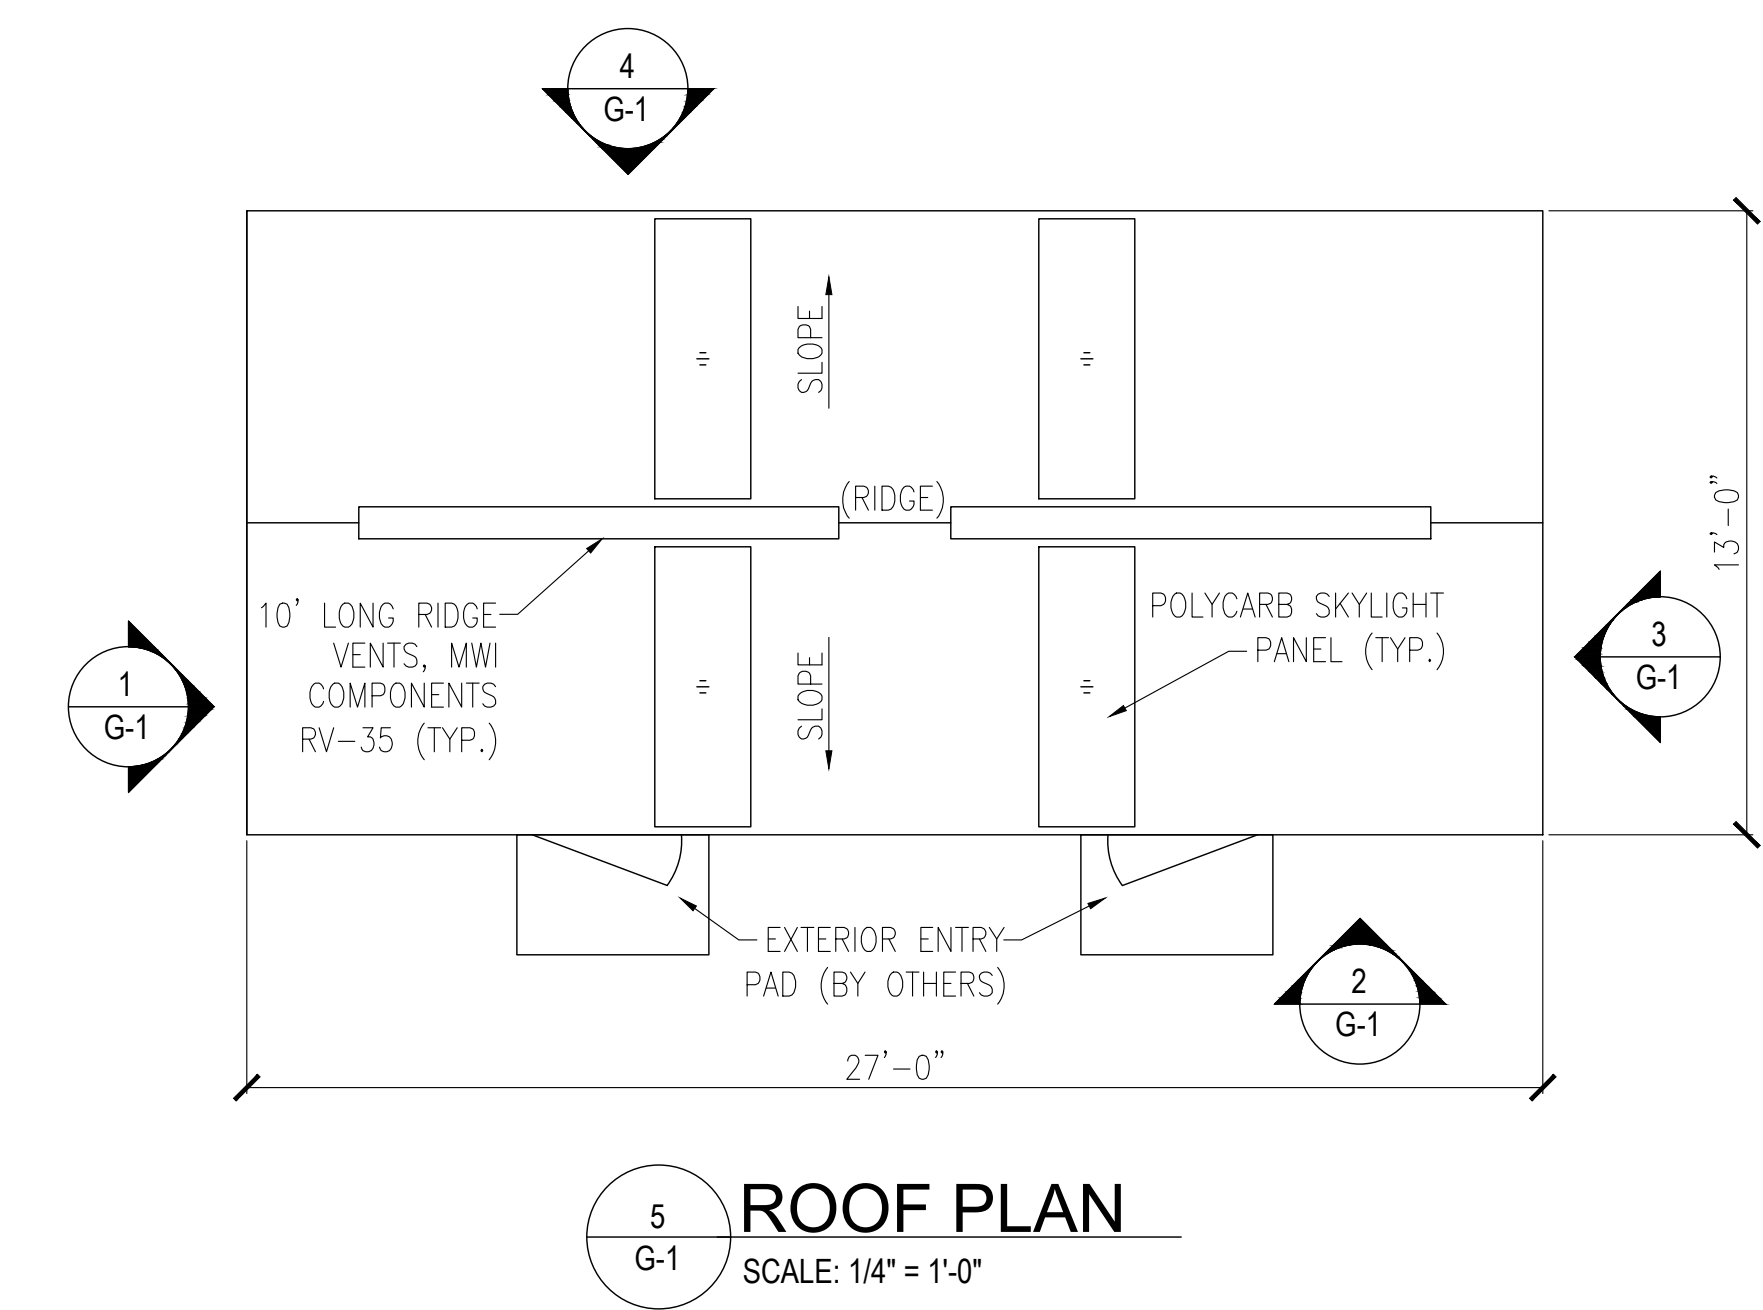 4
G-1
SLOPE
(RIDGE)
13'-0"
10' LONG RIDGE
VENTS, MWI
COMPONENTS
RV-35 (TYP.)
POLYCARB SKYLIGHT
PANEL (TYP.)
SLOPE
1
G-1
3
G-1
EXTERIOR ENTRY
PAD (BY OTHERS)
2
G-1
27'-0"
5
G-1
ROOF PLAN
SCALE: 1/4" = 1'-0"